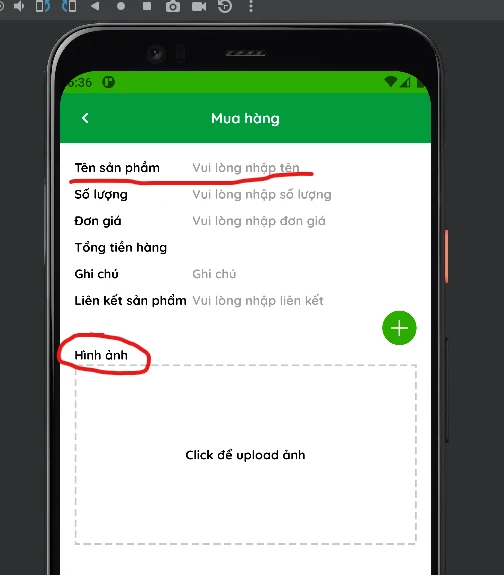 5:36
Mua hàng
Tên sản phẩm Vui lòng nhập tên
Số lượng Vui lòng nhập số lượng
Đơn giá Vui lòng nhập đơn giá
Tổng tiền hàng
Ghi chú Ghi chú
Liên kết sản phẩm Vui lòng nhập liên kết
Hình ảnh
Click để upload ảnh